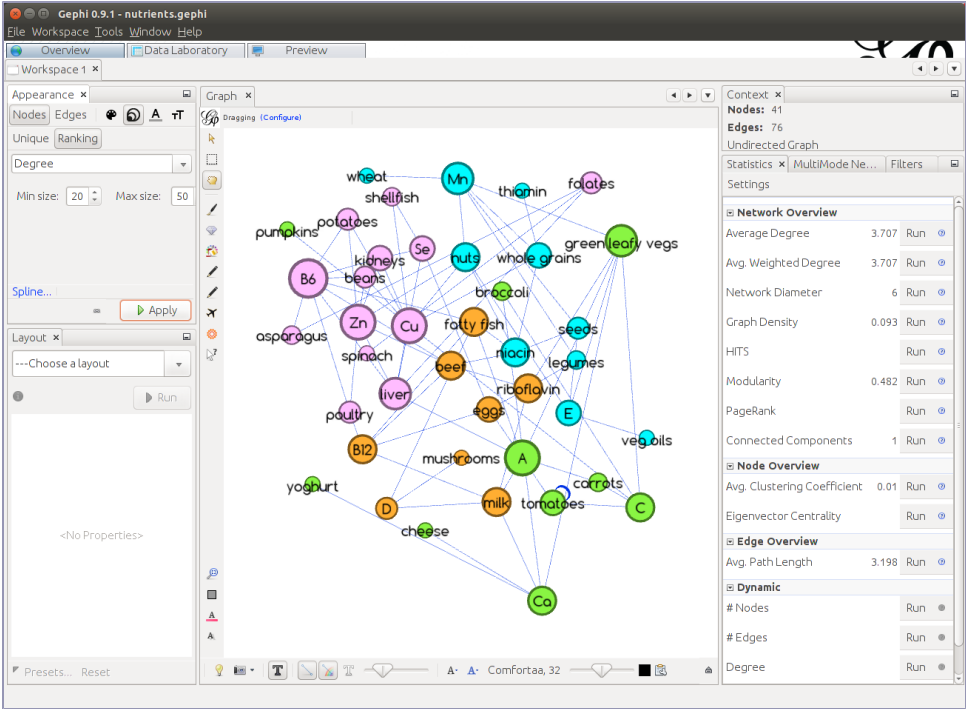 Gephi 0.9.1 - nutrients.gephi
File Workspace Tools Window Help
Overview Data Laboratory Preview
Workspace 1 ×
Appearance ×
Nodes Edges
Unique Ranking
Degree
Min size: 20 Max size: 50
Spline...
Apply
Layout ×
---Choose a layout
Run
<No Properties>
Presets... Reset
Graph ×
Dragging (Configure)
wheat
Mn
thiamin
folates
shellfish
potatoes
pumpkins
Se
green leafy vegs
kidneys
nuts
whole grains
B6
beans
broccoli
Zn
Cu
fatty fish
seeds
asparagus
spinach
niacin
legumes
beef
liver
riboflavin
poultry
eggs
E
B12
veg oils
mushrooms
A
yoghurt
carrots
D
milk
tomatoes
C
cheese
Ca
T
T
A- A- Comfortaa, 32
Context ×
Nodes: 41
Edges: 76
Undirected Graph
Statistics × MultiMode Ne... Filters
Settings
Network Overview
Average Degree 3.707 Run
Avg. Weighted Degree 3.707 Run
Network Diameter 6 Run
Graph Density 0.093 Run
HITS Run
Modularity 0.482 Run
PageRank Run
Connected Components 1 Run
Node Overview
Avg. Clustering Coefficient 0.01 Run
Eigenvector Centrality Run
Edge Overview
Avg. Path Length 3.198 Run
Dynamic
# Nodes Run
# Edges Run
Degree Run